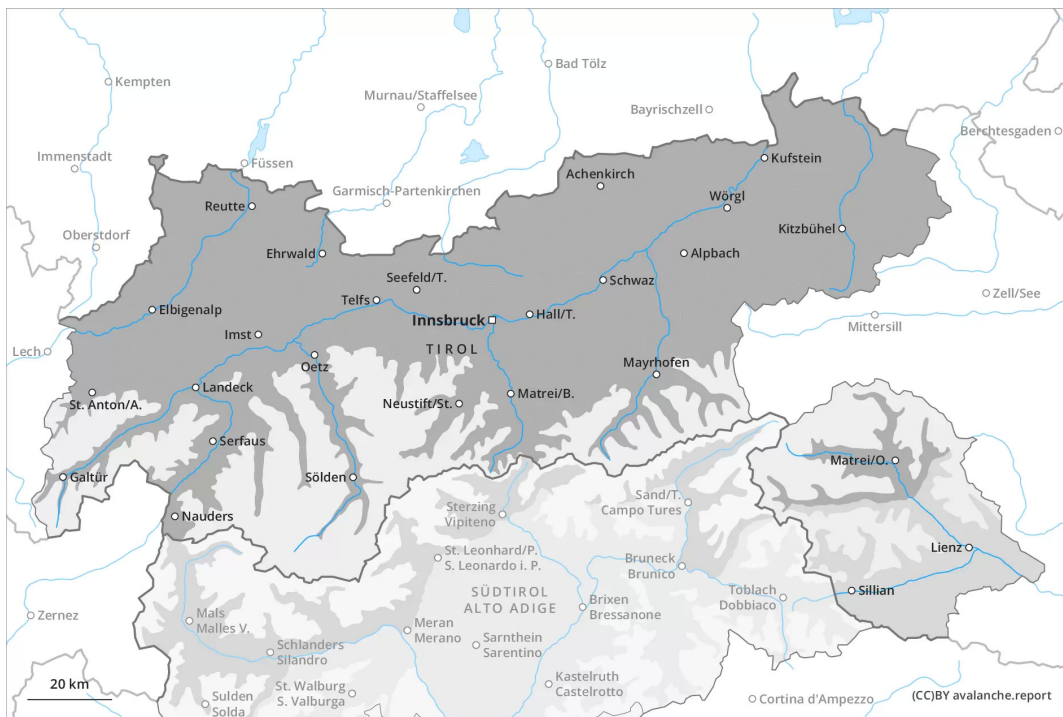 Kempten
Bad Tölz
Murnau/Staffelsee
Bayrischzell
Berchtesgaden
Immenstadt
Füssen
Kufstein
Achenkirch
Garmisch-Partenkirchen
Reutte
Wörgl
Kitzbühel
Oberstdorf
Ehrwald
Alpbach
Seefeld/T.
Schwaz
Zell/See
Telfs
Elbigenalp
Innsbruck
Hall/T.
Mittersill
Imst
TIROL
Lech
Oetz
Mayrhofen
Landeck
St. Anton/A.
Neustift/St.
Matrei/B.
Serfaus
Matrei/O.
Galtür
Sölden
Sterzing
Vipiteno
Sand/T.
Campo Tures
Nauders
Lienz
St. Leonhard/P.
S. Leonardo i. P.
Bruneck
Brunico
SÜDTIROL
ALTO ADIGE
Toblach
Dobbiaco
Sillian
Zernez
Mals
Malles V.
Brixen
Bressanone
Meran
Merano
Sarnthein
Sarentino
Schlanders
Silandro
Kastelruth
Castelrotto
20 km
St. Walburg
S. Valburga
Sulden
Solda
Cortina d'Ampezzo
(CC)BY avalanche.report